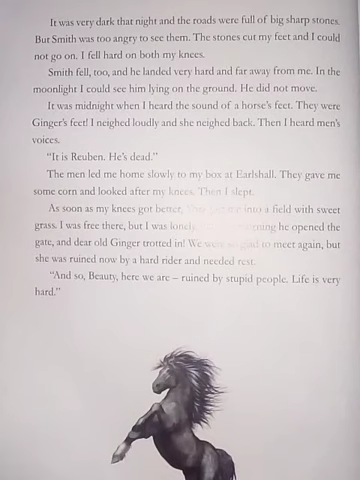 It was very dark that night and the roads were full of big sharp stones.
But Smith was too angry to see them. The stones cut my feet and I could
not go on. I fell hard on both my knees.
Smith fell, too, and he landed very hard and far away from me. In the
moonlight I could see him lying on the ground. He did not move.
It was midnight when I heard the sound of a horse's feet. They were
Ginger's feet! I neighed loudly and she neighed back. Then I heard men's
voices.
"It is Reuben. He's dead."
The men led me home slowly to my box at Earlshall. They gave me
some corn and looked after my knees. Then I slept.
As soon as my knees got better, into a field with sweet
grass. I was free there, but I was lonely. he opened the
gate, and dear old Ginger trotted in! We were to meet again, but
she was ruined now by a hard rider and needed rest.
"And so, Beauty, here we are – ruined by stupid people. Life is very
hard."